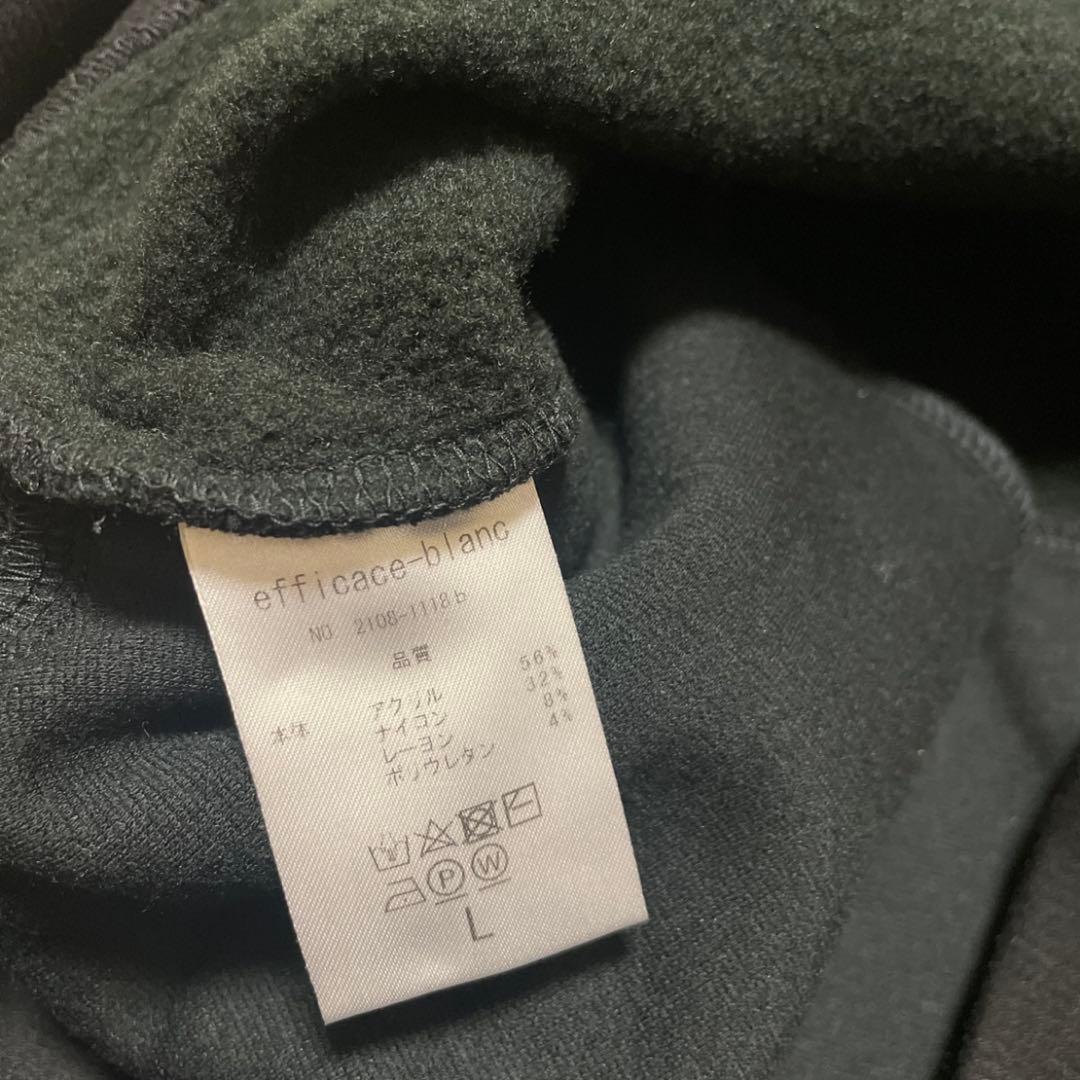 efficace-blanc
NO. 2108-1118b
品質
本体 アクリル 56%
ナイロン 32%
レーヨン 8%
ポリウレタン 4%
P W
L